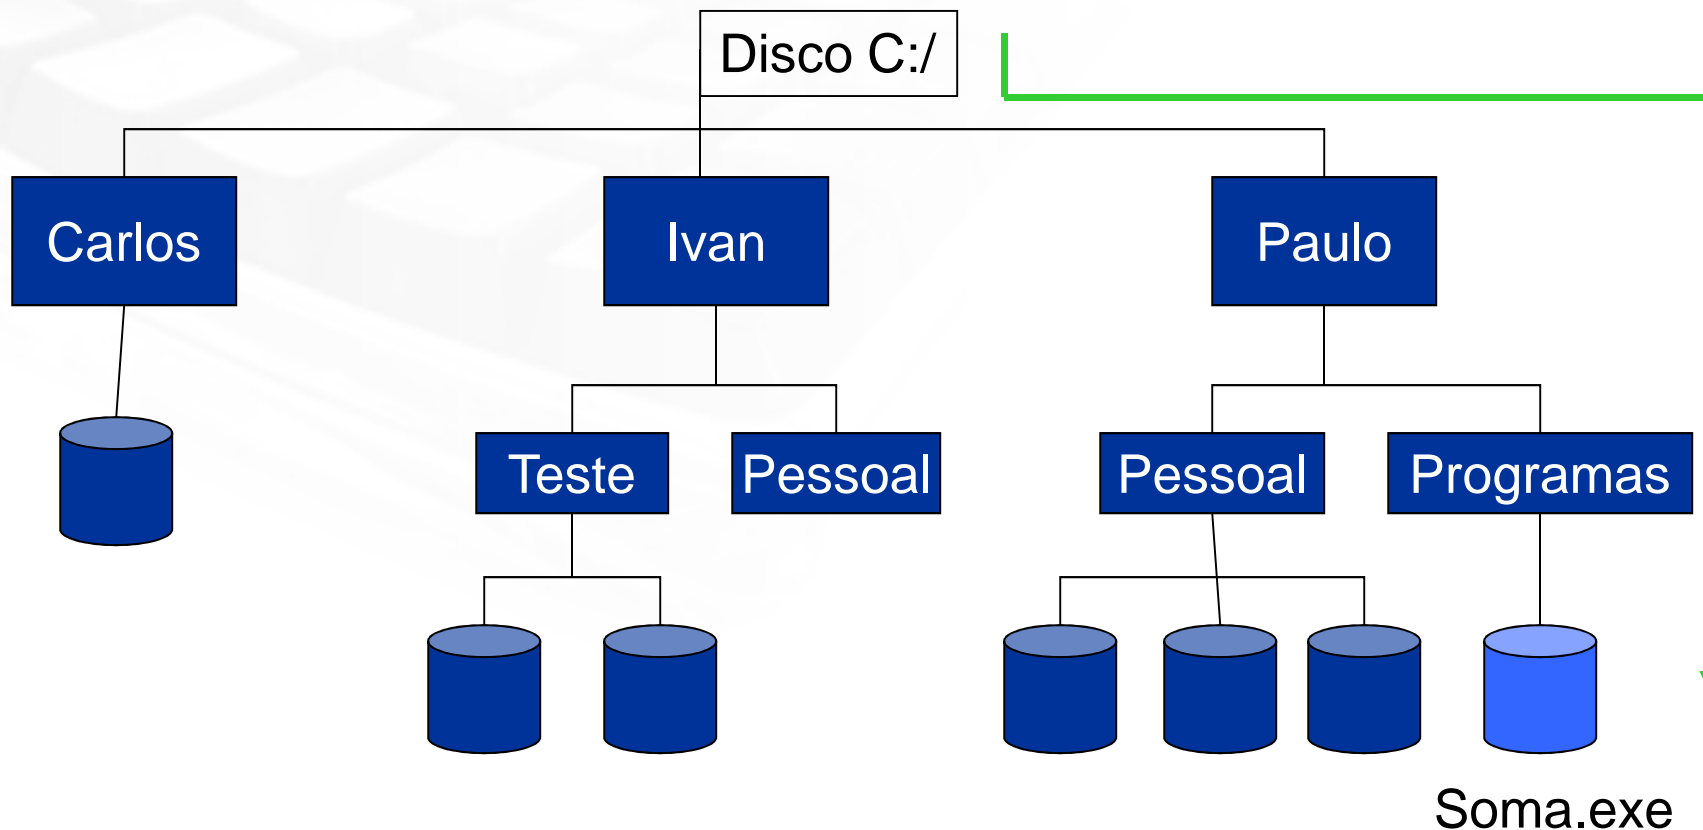 Disco C:/
Carlos
Ivan
Paulo
Teste
Pessoal
Pessoal
Programas
Soma.exe